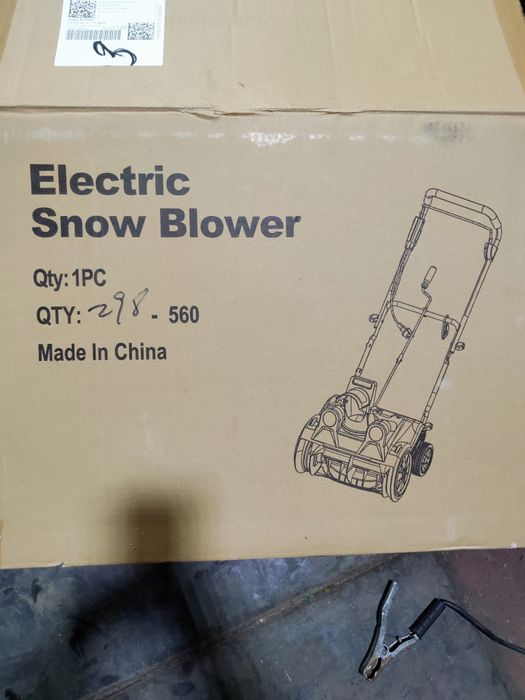 Electric
Snow Blower
Qty: 1PC
QTY: 298 - 560
Made In China